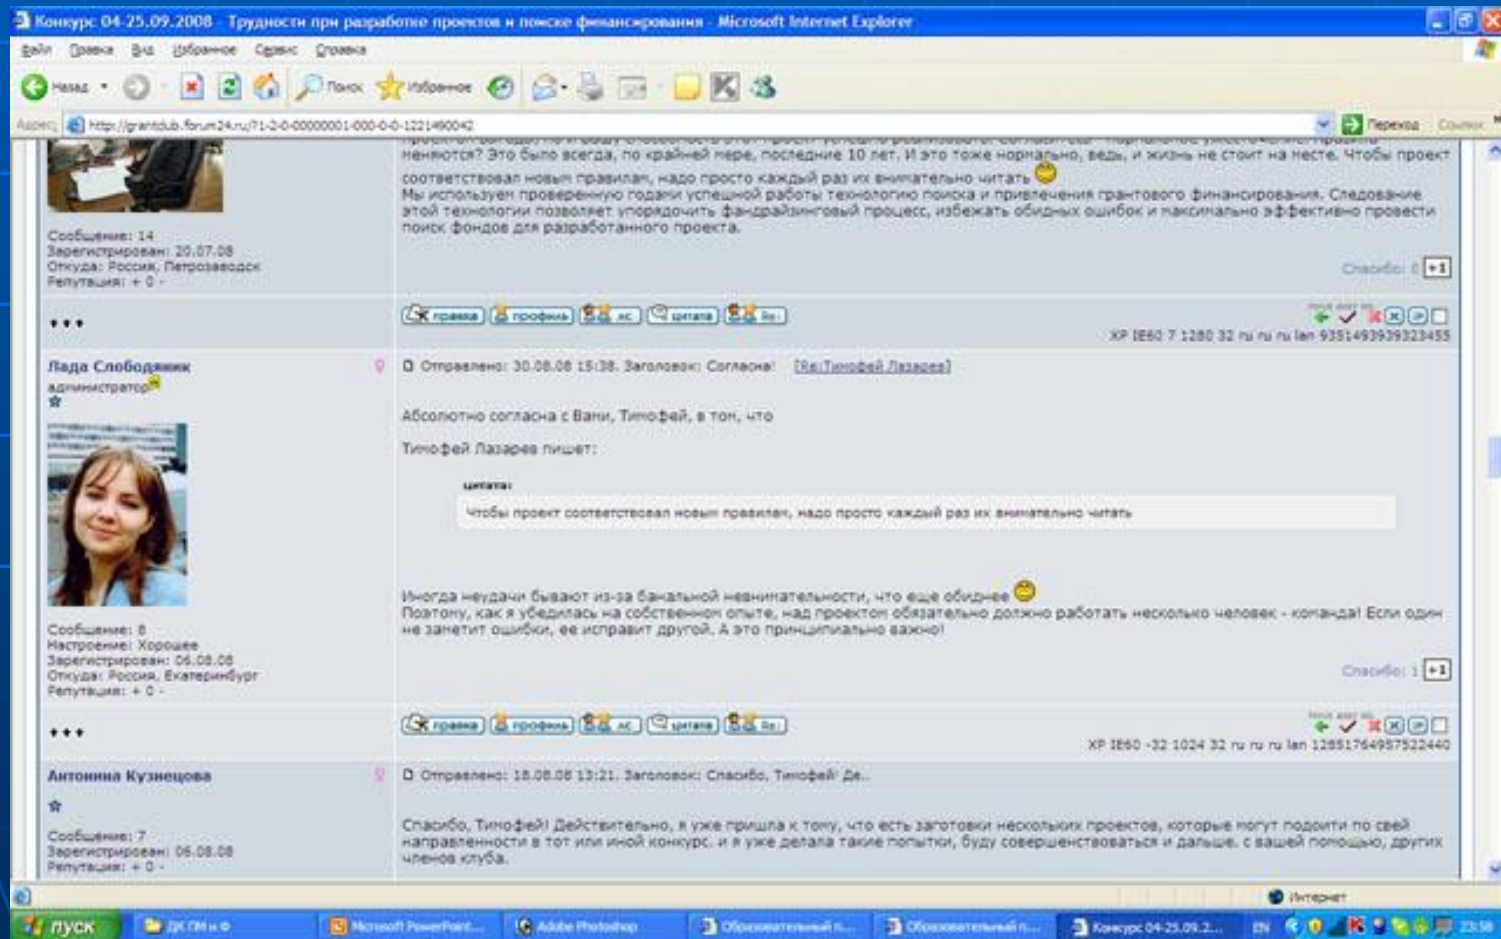 Конкурс 04-25.09.2008 - Трудности при разработке проектов и поиске финансирования - Microsoft Internet Explorer
Файл Правка Вид Избранное Сервис Справка
Назад Поиск Избранное
Адрес: http://grantclub.forum24.ru/?1-2-0-00000001-000-0-0-1221490042 Переход Ссылки
меняются? Это было всегда, по крайней мере, последние 10 лет. И это тоже нормально, ведь, и жизнь не стоит на месте. Чтобы проект
соответствовал новым правилам, надо просто каждый раз их внимательно читать
Мы используем проверенную годами успешной работы технологию поиска и привлечения грантового финансирования. Следование
этой технологии позволяет упорядочить фандрайзинговый процесс, избежать обидных ошибок и максимально эффективно провести
поиск фондов для разработанного проекта.
Сообщение: 14
Зарегистрирован: 20.07.08
Откуда: Россия, Петрозаводск
Репутация: + 0 -
Спасибо: 0 +1
правка профиль ЛС цитата Re:
XP IE60 7 1280 32 ru ru ru lan 9351493939323455
Лада Слободяник
администратор
Отправлено: 30.08.08 15:38. Заголовок: Согласна! [Re:Тимофей Лазарев]
Абсолютно согласна с Вами, Тимофей, в том, что
Тимофей Лазарев пишет:
цитата:
Чтобы проект соответствовал новым правилам, надо просто каждый раз их внимательно читать
Иногда неудачи бывают из-за банальной невнимательности, что еще обиднее
Поэтому, как я убедилась на собственном опыте, над проектом обязательно должно работать несколько человек - команда! Если один
не заметит ошибки, ее исправит другой. А это принципиально важно!
Сообщение: 8
Настроение: Хорошее
Зарегистрирован: 06.08.08
Откуда: Россия, Екатеринбург
Репутация: + 0 -
Спасибо: 1 +1
правка профиль ЛС цитата Re:
XP IE60 -32 1024 32 ru ru ru lan 12851764957522440
Антонина Кузнецова
Отправлено: 18.08.08 13:21. Заголовок: Спасибо, Тимофей! Де..
Сообщение: 7
Зарегистрирован: 06.08.08
Репутация: + 0 -
Спасибо, Тимофей! Действительно, я уже пришла к тому, что есть заготовки нескольких проектов, которые могут подоити по свей
направленности в тот или иной конкурс. и я уже делала такие попытки, буду совершенствоваться и дальше. с вашей помощью, других
членов клуба.
Интернет
пуск ДК ПМ и Ф Microsoft PowerPoint... Adobe Photoshop Образовательный п... Образовательный п... Конкурс 04-25.09.2... EN 23:58